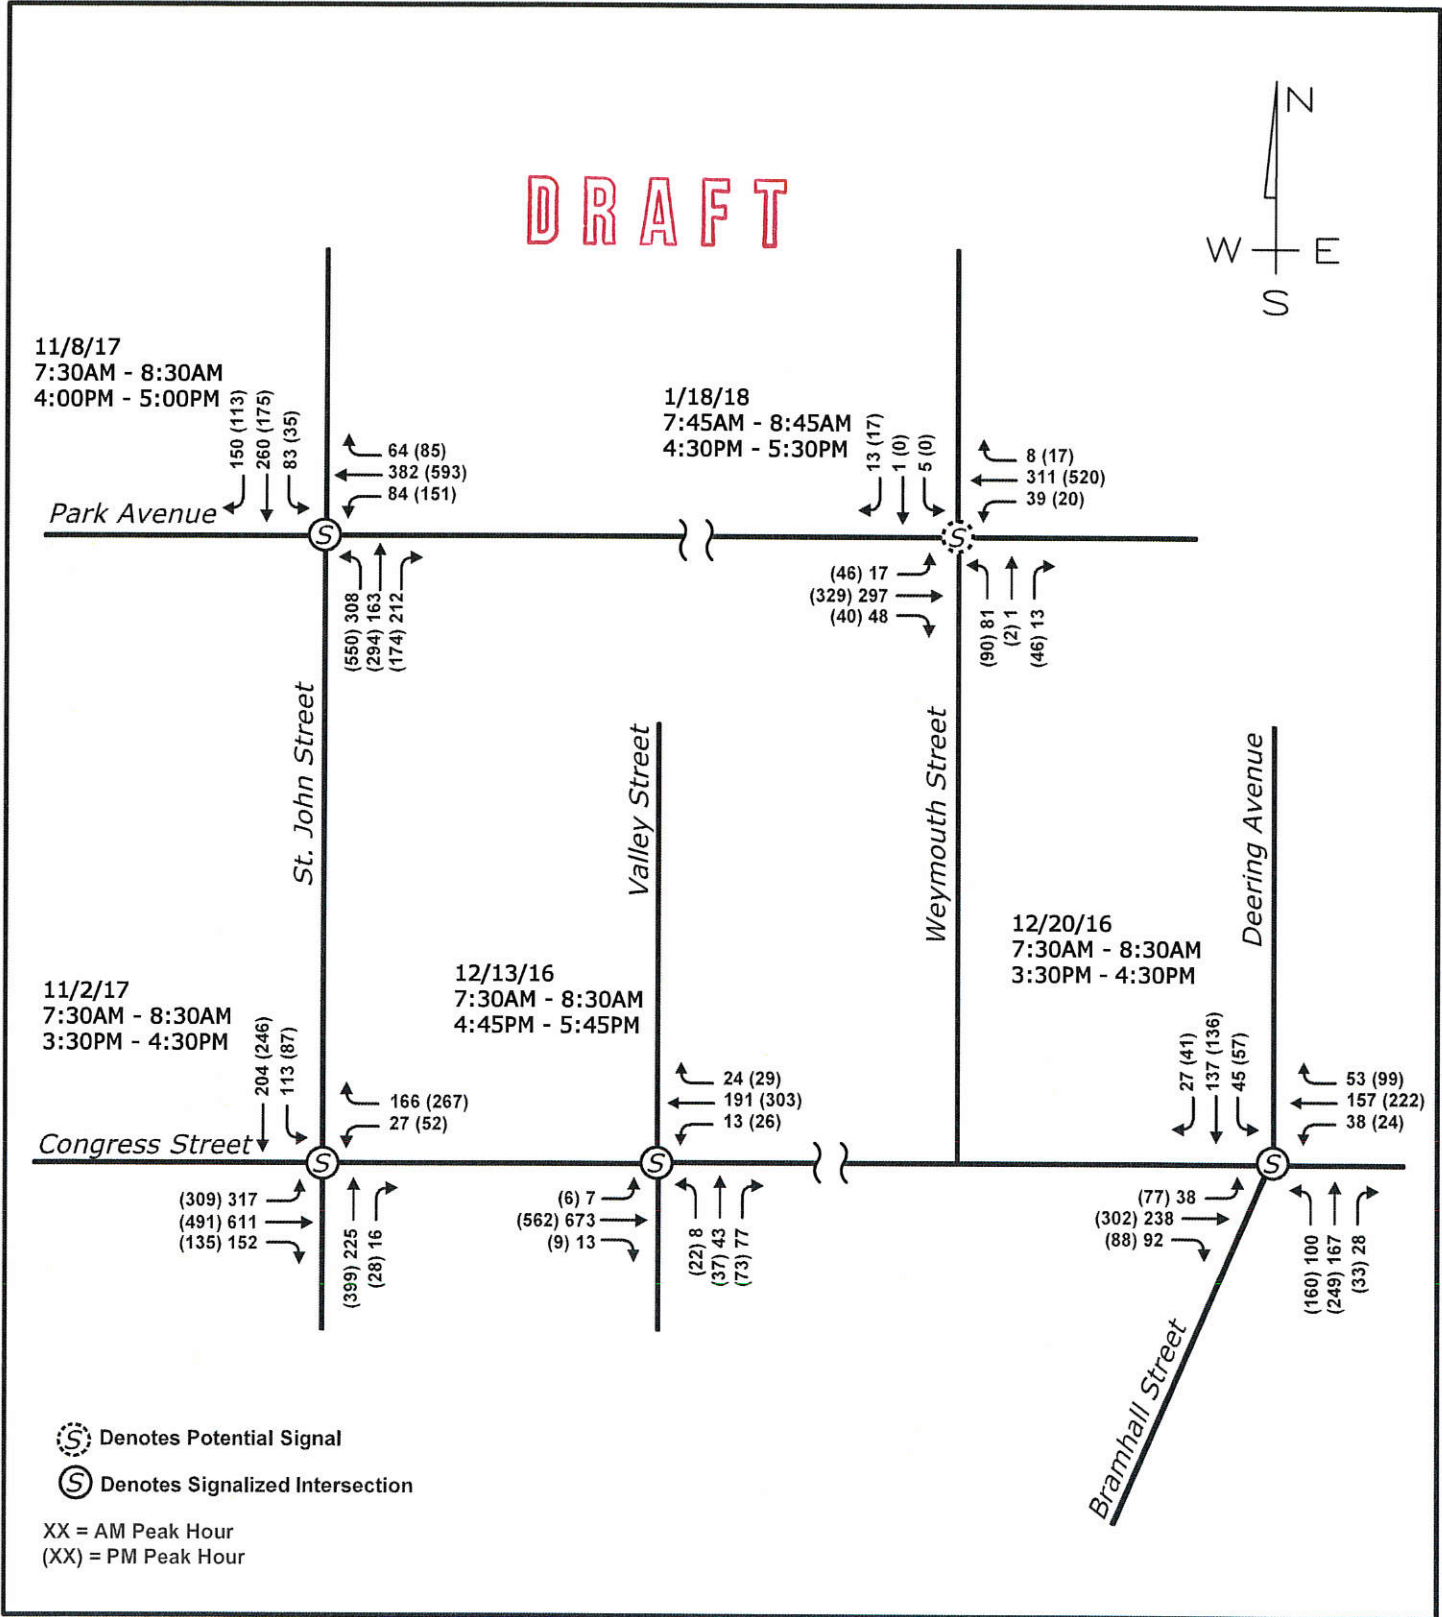 DRAFT
N
W E
S
11/8/17
7:30AM - 8:30AM
4:00PM - 5:00PM
150 (113)
260 (175)
83 (35)
64 (85)
382 (593)
84 (151)
Park Avenue
S
(550) 308
(294) 163
(174) 212
1/18/18
7:45AM - 8:45AM
4:30PM - 5:30PM
13 (17)
1 (0)
5 (0)
8 (17)
311 (520)
39 (20)
S
(46) 17
(329) 297
(40) 48
(90) 81
(2) 1
(46) 13
St. John Street
Valley Street
Weymouth Street
Deering Avenue
11/2/17
7:30AM - 8:30AM
3:30PM - 4:30PM
204 (246)
113 (87)
166 (267)
27 (52)
Congress Street
S
(309) 317
(491) 611
(135) 152
(399) 225
(28) 16
12/13/16
7:30AM - 8:30AM
4:45PM - 5:45PM
24 (29)
191 (303)
13 (26)
S
(6) 7
(562) 673
(9) 13
(22) 8
(37) 43
(73) 77
12/20/16
7:30AM - 8:30AM
3:30PM - 4:30PM
27 (41)
137 (136)
45 (57)
53 (99)
157 (222)
38 (24)
S
(77) 38
(302) 238
(88) 92
(160) 100
(249) 167
(33) 28
Bramhall Street
S Denotes Potential Signal
S Denotes Signalized Intersection
XX = AM Peak Hour
(XX) = PM Peak Hour